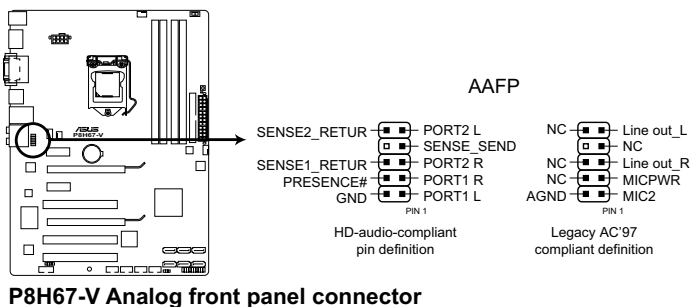 AAFP
SENSE2_RETUR PORT2 L
SENSE_SEND
SENSE1_RETUR PORT2 R
PRESENCE# PORT1 R
GND PORT1 L
PIN 1
HD-audio-compliant
pin definition
NC Line out_L
NC
NC Line out_R
NC MICPWR
AGND MIC2
PIN 1
Legacy AC'97
compliant definition
ASUS
P8H67-V
P8H67-V Analog front panel connector